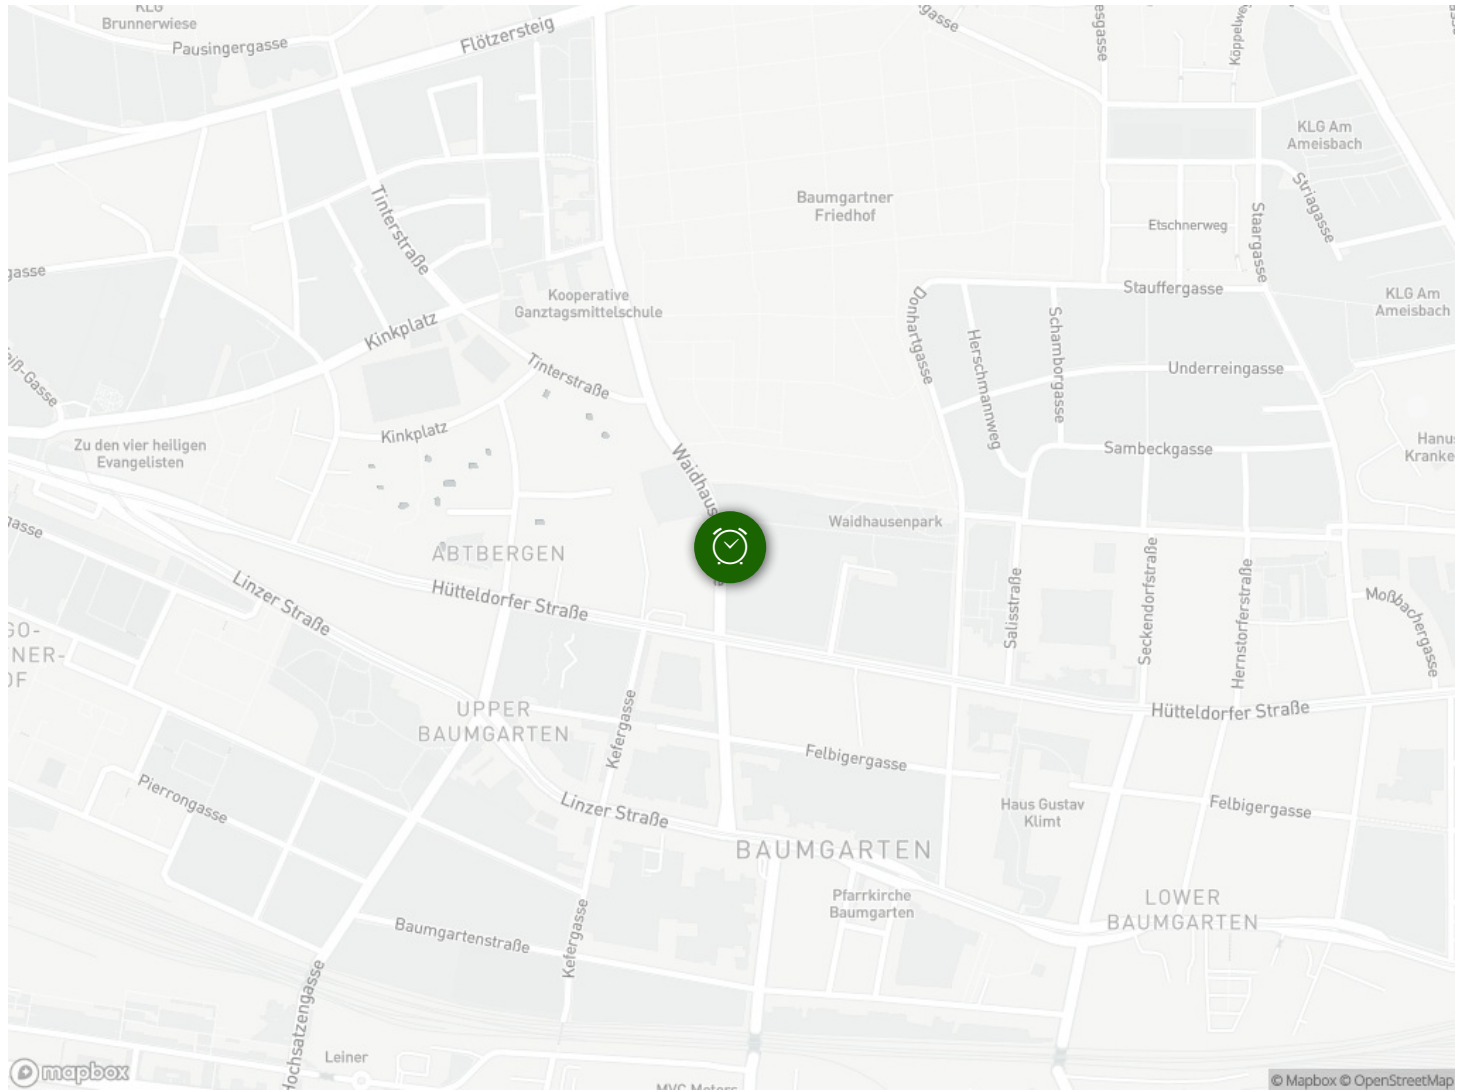 KLG
Brunnerwiese
Pausingergasse
Flötzersteig
Köppelweg
KLG Am
Ameisbach
Striagasse
Staargasse
Baumgartner
Friedhof
Etschnerweg
Tinterstraße
Kooperative
Ganztagsmittelschule
Stauffergasse
KLG Am
Ameisbach
Donhartgasse
Kinkplatz
Schamborgasse
Herschmannweg
Underreingasse
Tinterstraße
Kinkplatz
Zu den vier heiligen
Evangelisten
Sambeckgasse
Waidhausenpark
ABTBERGEN
Hütteldorfer Straße
Linzer Straße
Salisstraße
Seckendorfstraße
Hernstorferstraße
Moßbachergasse
UPPER
BAUMGARTEN
Kefergasse
Hütteldorfer Straße
Felbigergasse
Pierrongasse
Linzer Straße
Haus Gustav
Klimt
Felbigergasse
BAUMGARTEN
Pfarrkirche
Baumgarten
LOWER
BAUMGARTEN
Baumgartenstraße
Kefergasse
Hochsatzengasse
Leiner
mapbox
© Mapbox © OpenStreetMap